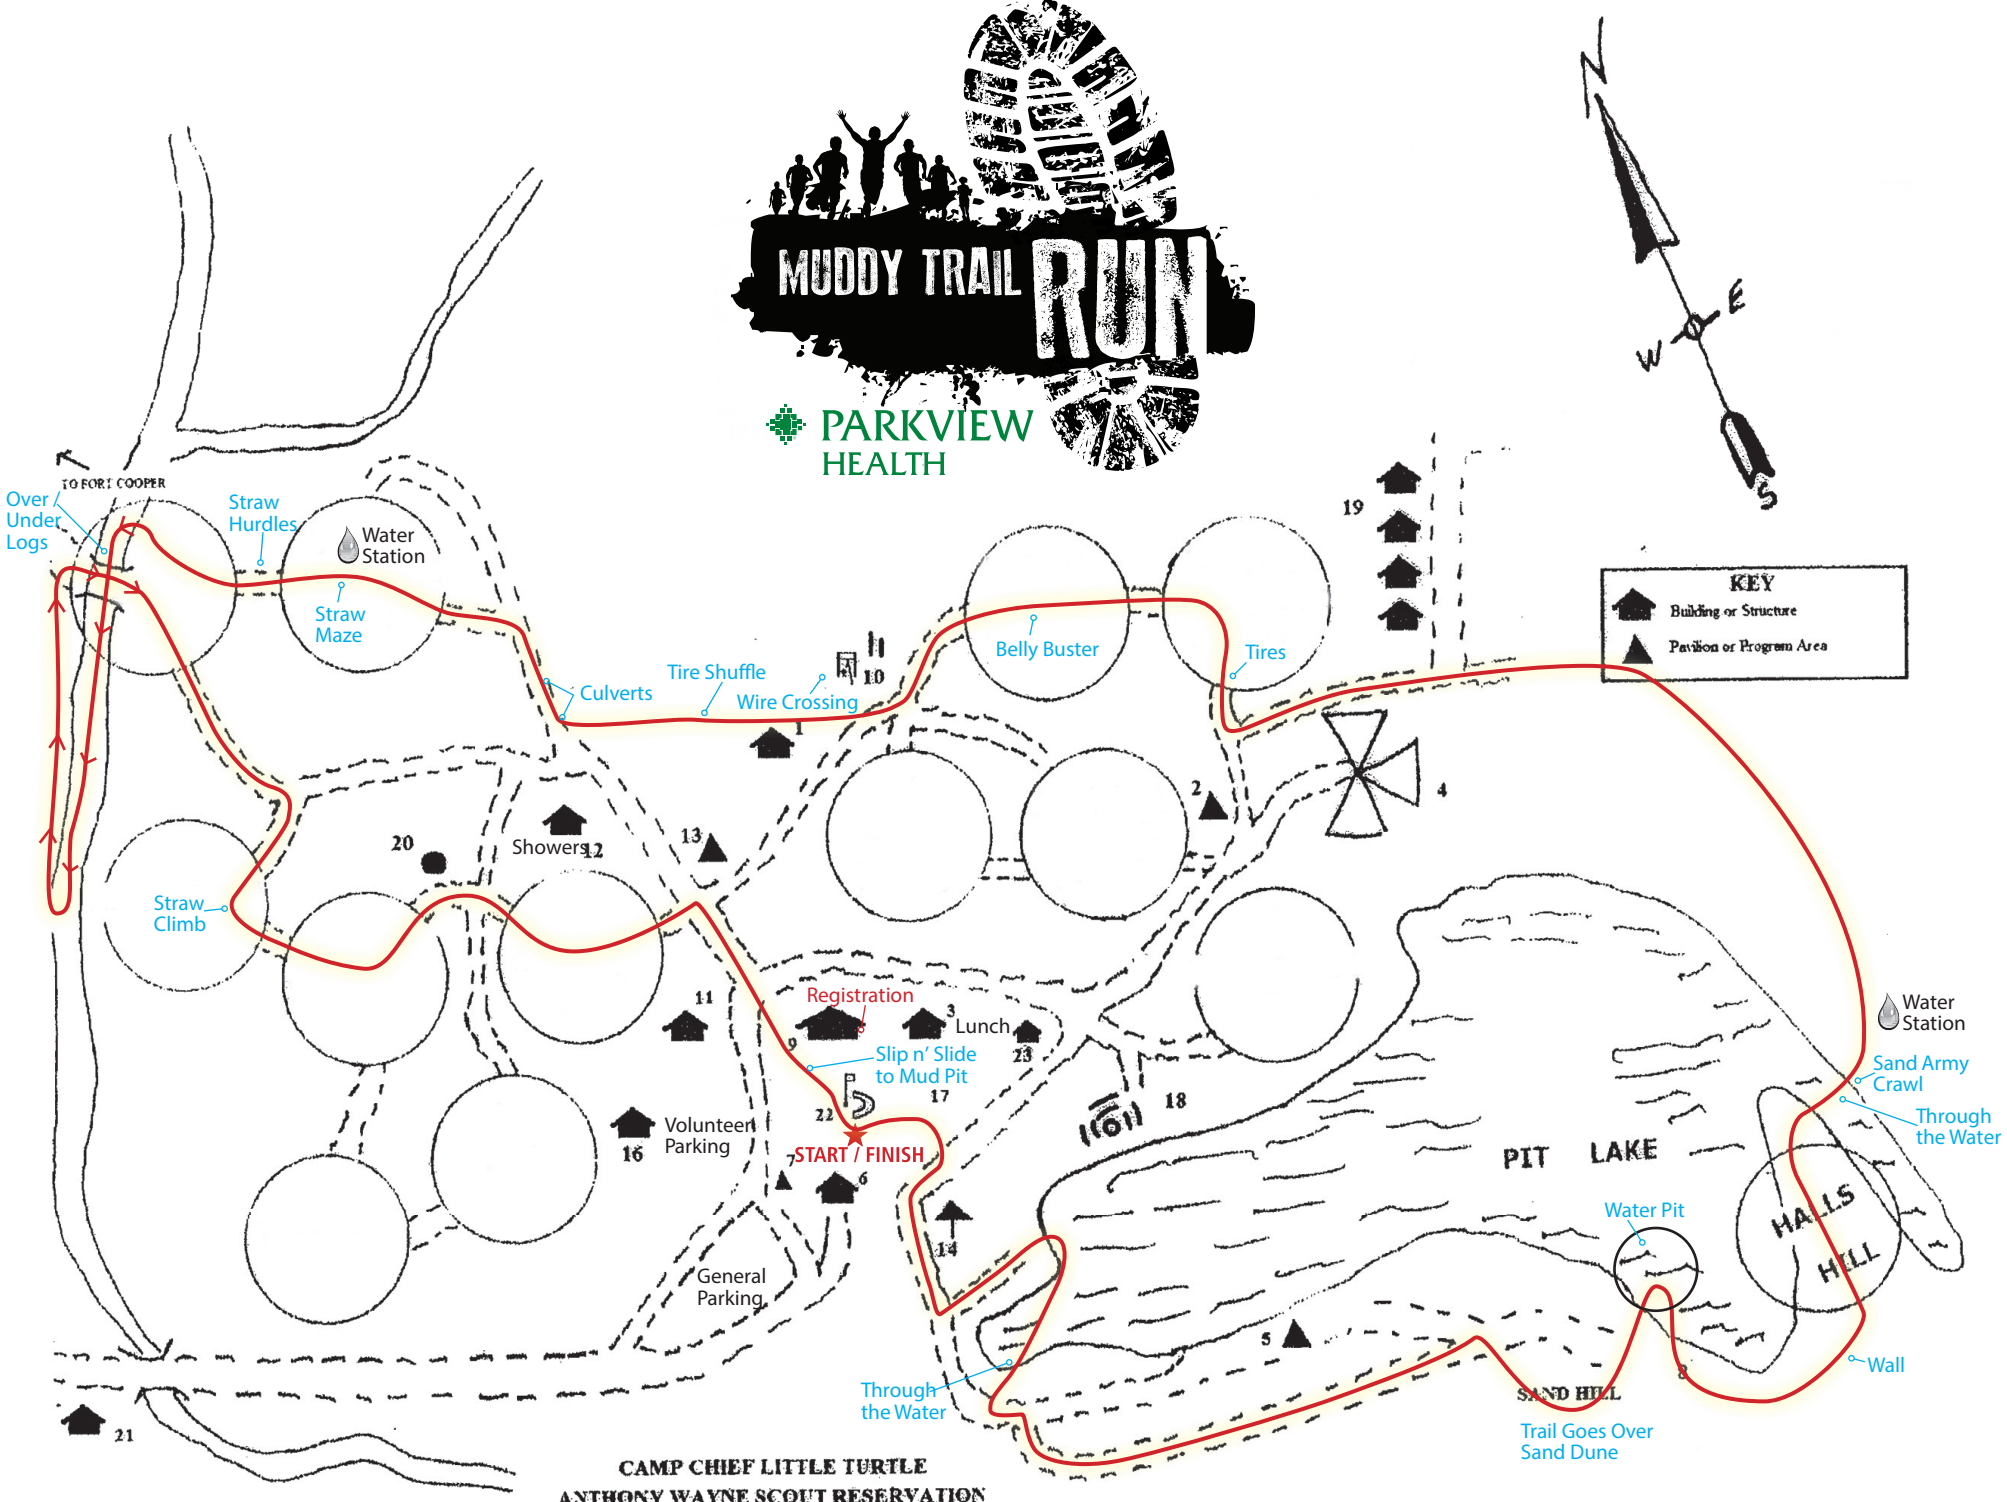 MUDDY TRAIL RUN
PARKVIEW
HEALTH
N
E
W
S
TO FORT COOPER
Over
Under
Logs
Straw
Hurdles
Water
Station
Straw
Maze
Culverts
Tire Shuffle
Wire Crossing
10
1
Belly Buster
Tires
19
KEY
Building or Structure
Pavilion or Program Area
2
4
13
20
Showers
12
Straw
Climb
11
Registration
3
Lunch
9
23
Slip n' Slide
to Mud Pit
17
22
18
Water
Station
Sand Army
Crawl
Through
the Water
PIT LAKE
HALLS
HILL
Water Pit
Volunteer
Parking
16
START / FINISH
7
6
14
General
Parking
5
8
Wall
Through
the Water
SAND HILL
Trail Goes Over
Sand Dune
21
CAMP CHIEF LITTLE TURTLE
ANTHONY WAYNE SCOUT RESERVATION